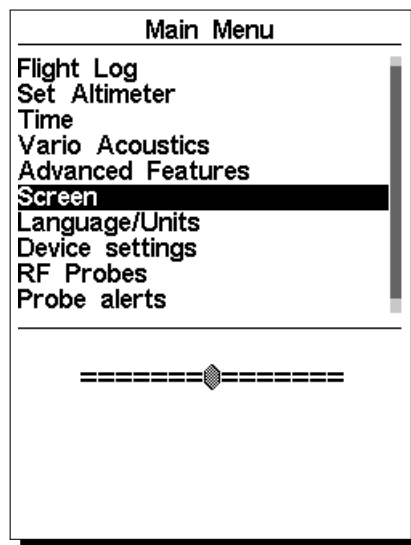 Main Menu
Flight Log
Set Altimeter
Time
Vario Acoustics
Advanced Features
Screen
Language/Units
Device settings
RF Probes
Probe alerts